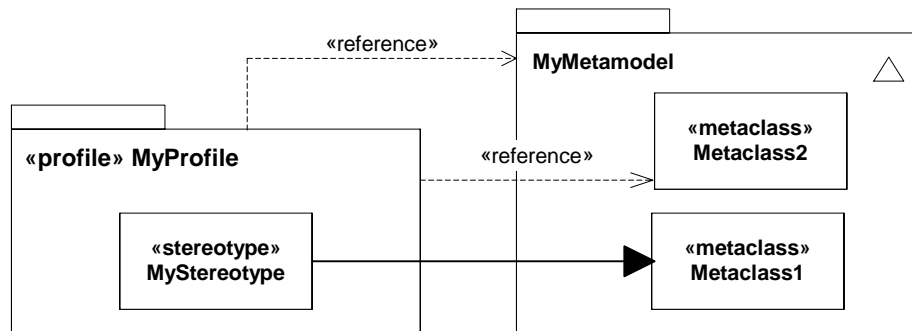 «reference»
MyMetamodel
«metaclass»
Metaclass2
«profile» MyProfile
«reference»
«stereotype»
MyStereotype
«metaclass»
Metaclass1